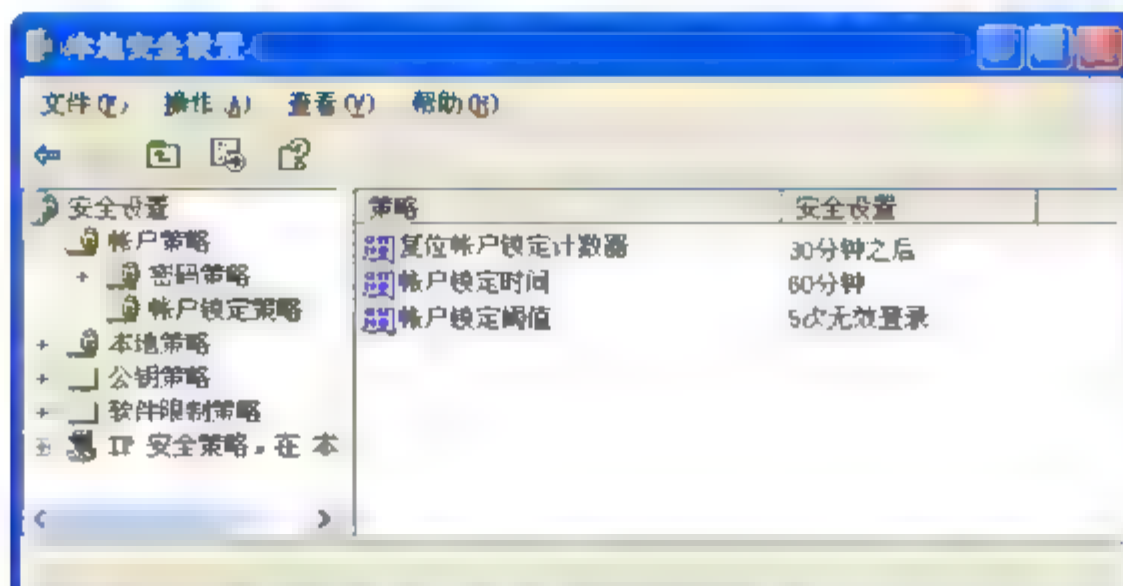 本地安全设置
文件(F) 操作(A) 查看(V) 帮助(H)
安全设置
帐户策略
密码策略
帐户锁定策略
本地策略
公钥策略
软件限制策略
IP 安全策略，在 本
策略 安全设置
复位帐户锁定计数器 30分钟之后
帐户锁定时间 60分钟
帐户锁定阈值 5次无效登录